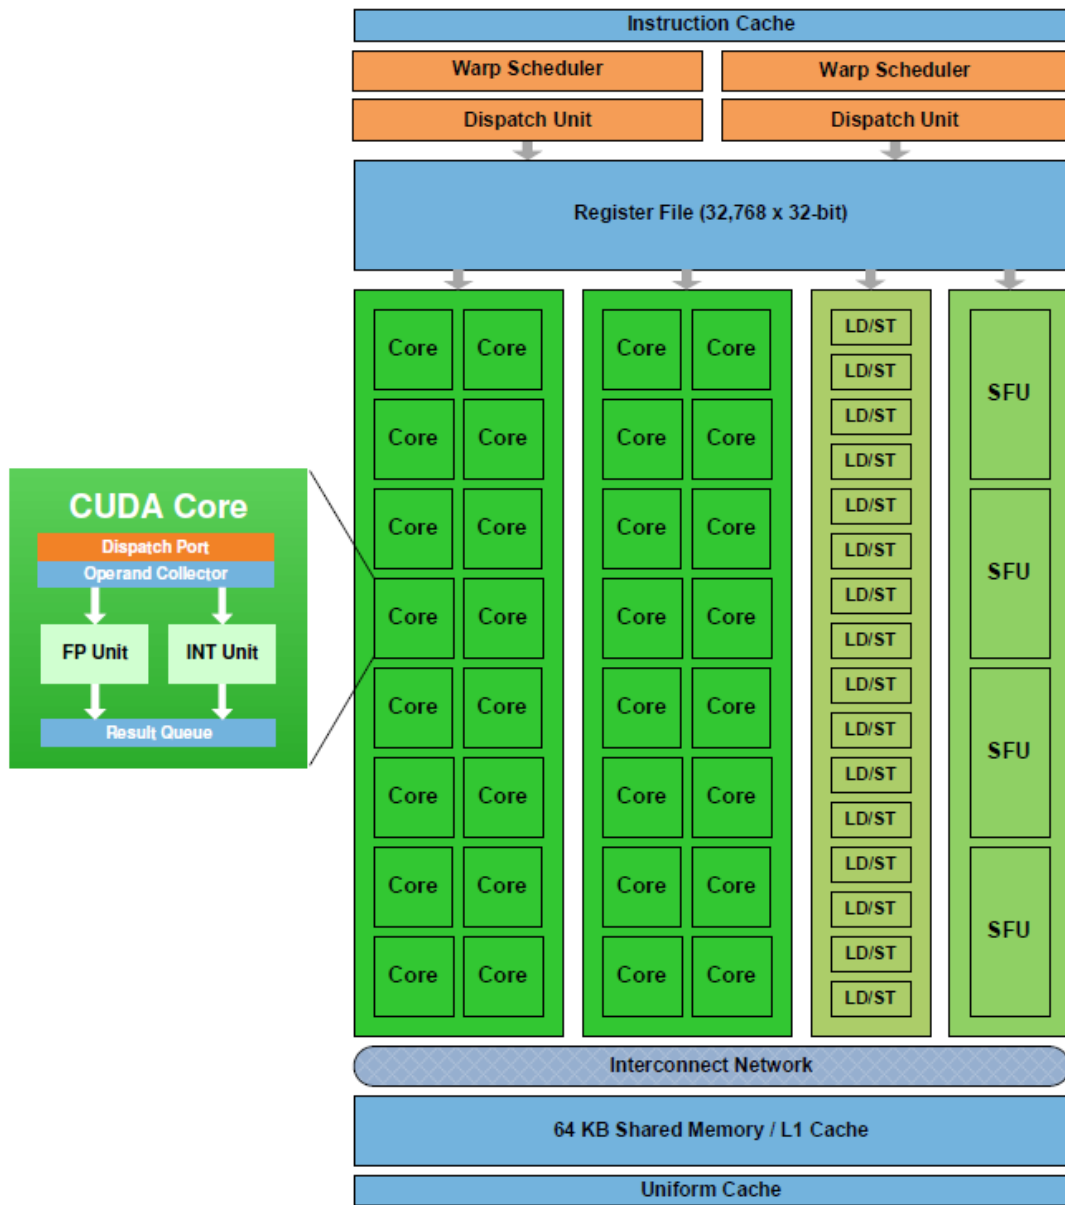 Instruction Cache
Warp Scheduler
Warp Scheduler
Dispatch Unit
Dispatch Unit
Register File (32,768 x 32-bit)
Core Core Core Core LD/ST
LD/ST
SFU
Core Core Core Core LD/ST
LD/ST
Core Core Core Core LD/ST
LD/ST
SFU
Core Core Core Core LD/ST
LD/ST
Core Core Core Core LD/ST
LD/ST
SFU
Core Core Core Core LD/ST
LD/ST
Core Core Core Core LD/ST
LD/ST
SFU
Core Core Core Core LD/ST
LD/ST
CUDA Core
Dispatch Port
Operand Collector
FP Unit INT Unit
Result Queue
Interconnect Network
64 KB Shared Memory / L1 Cache
Uniform Cache